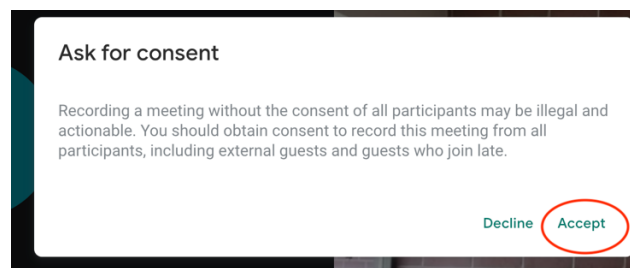 Ask for consent
Recording a meeting without the consent of all participants may be illegal and
actionable. You should obtain consent to record this meeting from all
participants, including external guests and guests who join late.
Decline Accept